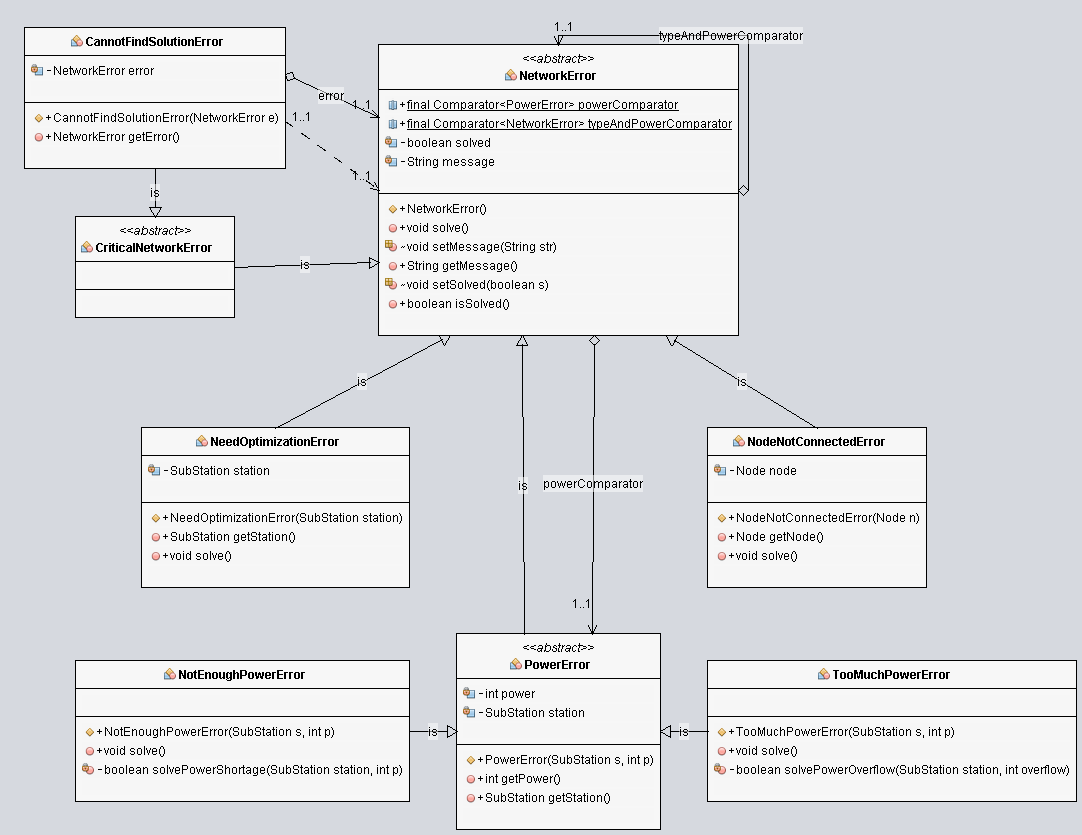 CannotFindSolutionError
- NetworkError error
+ CannotFindSolutionError(NetworkError e)
+ NetworkError getError()
error
1..1
1..1
1..1
is
1..1
typeAndPowerComparator
<<abstract>>
NetworkError
+ final Comparator<PowerError> powerComparator
+ final Comparator<NetworkError> typeAndPowerComparator
- boolean solved
- String message
+ NetworkError()
+ void solve()
~ void setMessage(String str)
+ String getMessage()
~ void setSolved(boolean s)
+ boolean isSolved()
<<abstract>>
CriticalNetworkError
is
is
is
powerComparator
is
1..1
NeedOptimizationError
- SubStation station
+ NeedOptimizationError(SubStation station)
+ SubStation getStation()
+ void solve()
NodeNotConnectedError
- Node node
+ NodeNotConnectedError(Node n)
+ Node getNode()
+ void solve()
NotEnoughPowerError
+ NotEnoughPowerError(SubStation s, int p)
+ void solve()
- boolean solvePowerShortage(SubStation station, int p)
is
<<abstract>>
PowerError
- int power
- SubStation station
+ PowerError(SubStation s, int p)
+ int getPower()
+ SubStation getStation()
is
TooMuchPowerError
+ TooMuchPowerError(SubStation s, int p)
+ void solve()
- boolean solvePowerOverflow(SubStation station, int overflow)